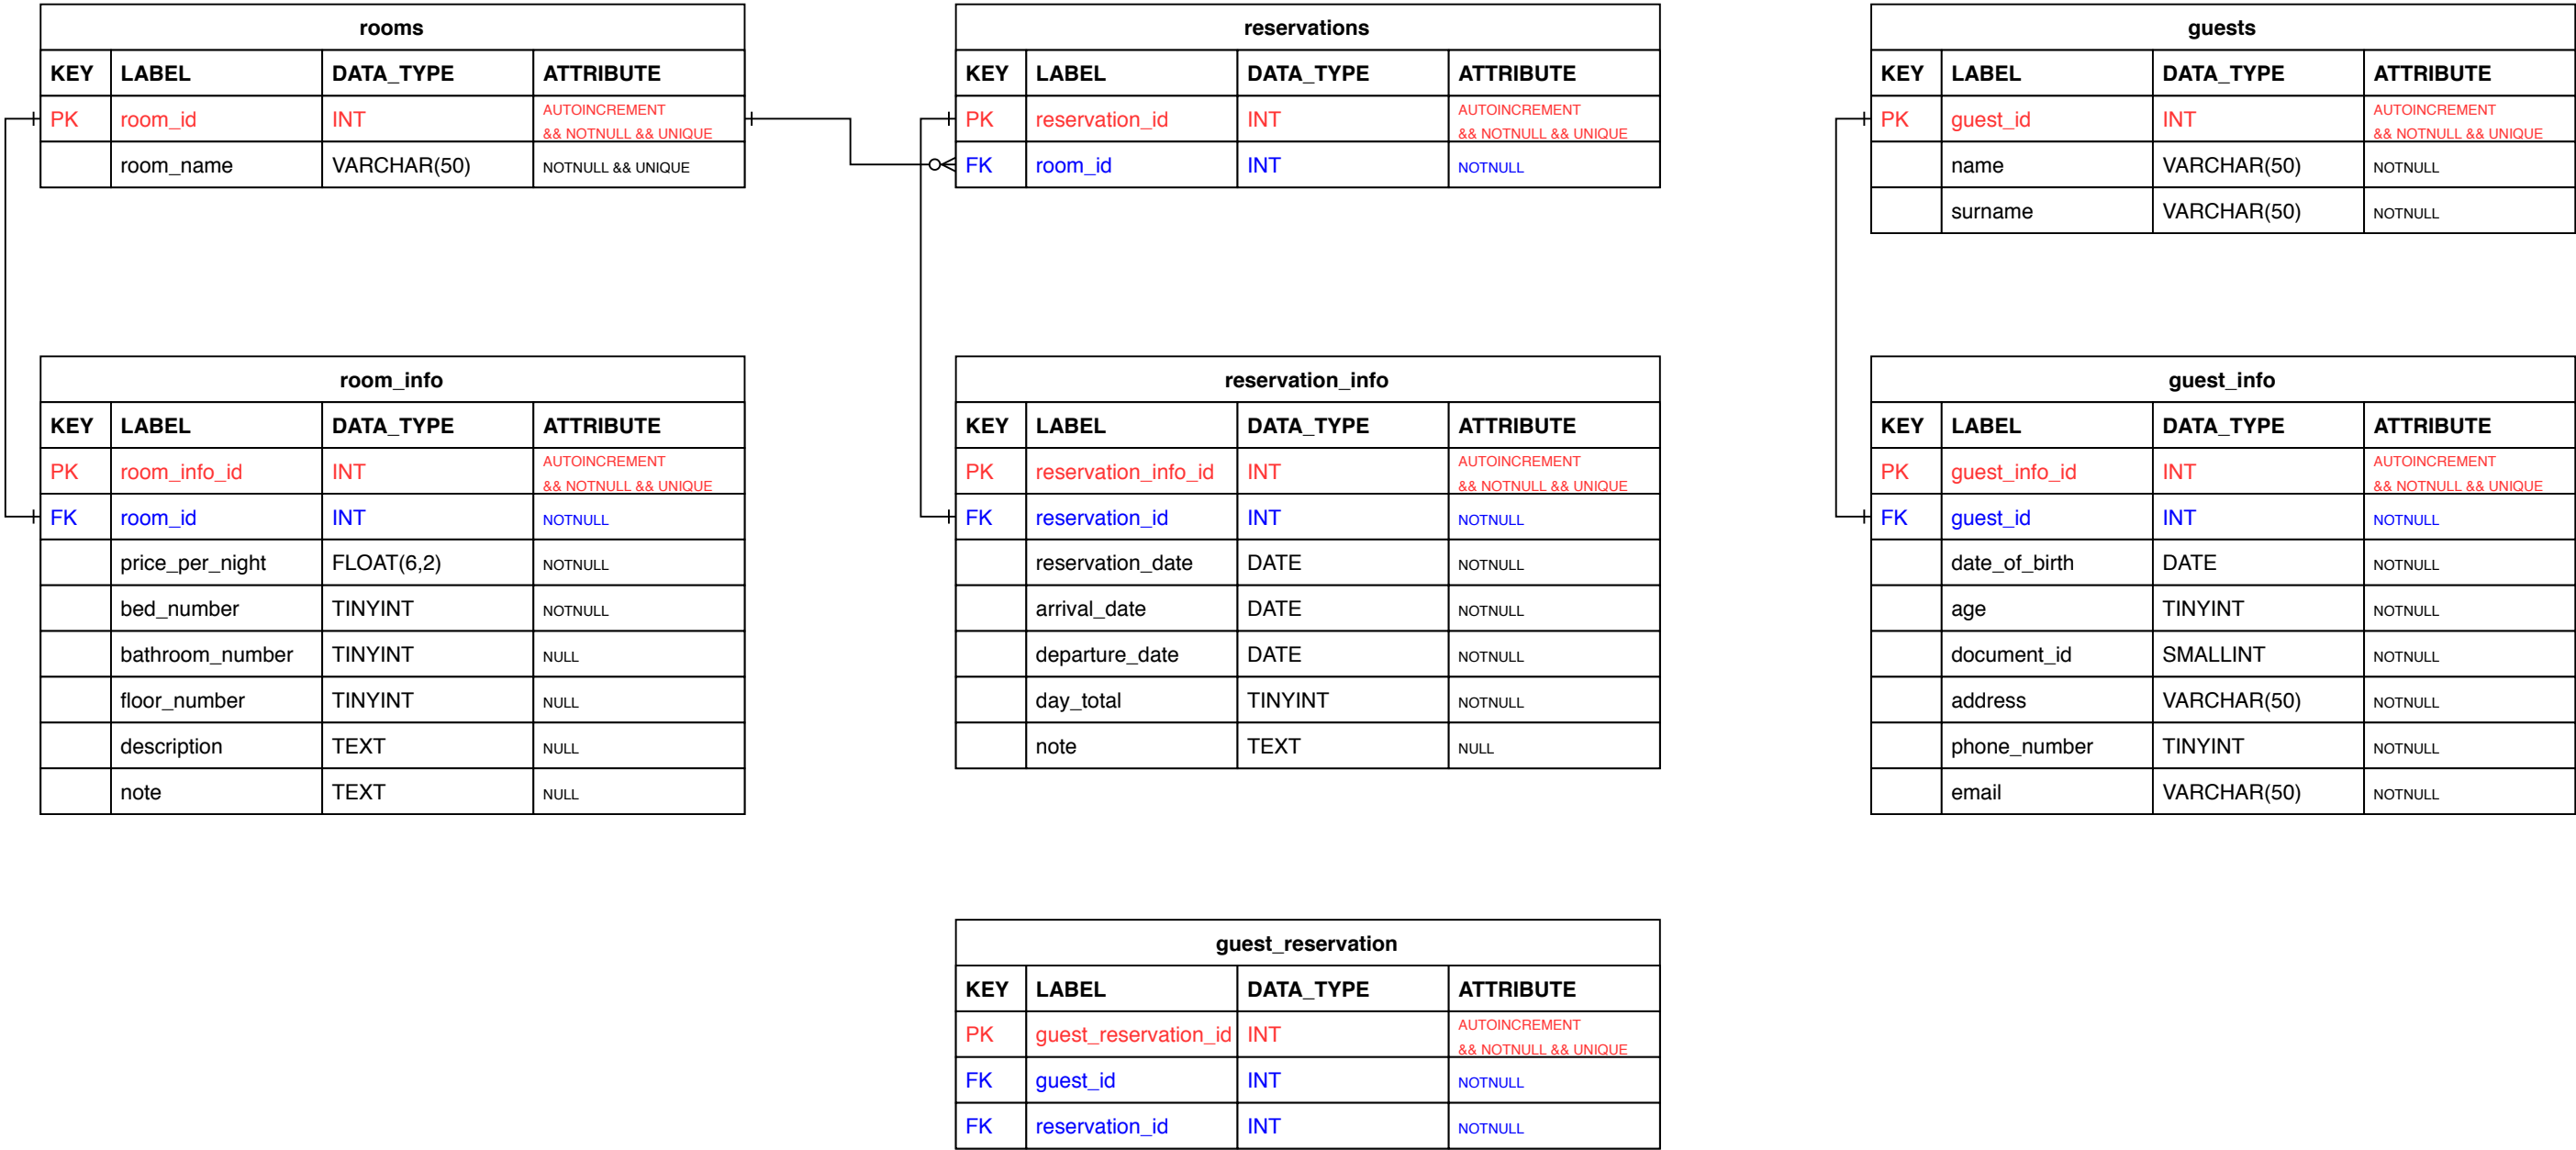 rooms
KEY LABEL DATA_TYPE ATTRIBUTE
PK room_id INT AUTOINCREMENT
&& NOTNULL && UNIQUE
room_name VARCHAR(50) NOTNULL && UNIQUE
reservations
KEY LABEL DATA_TYPE ATTRIBUTE
PK reservation_id INT AUTOINCREMENT
&& NOTNULL && UNIQUE
FK room_id INT NOTNULL
guests
KEY LABEL DATA_TYPE ATTRIBUTE
PK guest_id INT AUTOINCREMENT
&& NOTNULL && UNIQUE
name VARCHAR(50) NOTNULL
surname VARCHAR(50) NOTNULL
room_info
KEY LABEL DATA_TYPE ATTRIBUTE
PK room_info_id INT AUTOINCREMENT
&& NOTNULL && UNIQUE
FK room_id INT NOTNULL
price_per_night FLOAT(6,2) NOTNULL
bed_number TINYINT NOTNULL
bathroom_number TINYINT NULL
floor_number TINYINT NULL
description TEXT NULL
note TEXT NULL
reservation_info
KEY LABEL DATA_TYPE ATTRIBUTE
PK reservation_info_id INT AUTOINCREMENT
&& NOTNULL && UNIQUE
FK reservation_id INT NOTNULL
reservation_date DATE NOTNULL
arrival_date DATE NOTNULL
departure_date DATE NOTNULL
day_total TINYINT NOTNULL
note TEXT NULL
guest_info
KEY LABEL DATA_TYPE ATTRIBUTE
PK guest_info_id INT AUTOINCREMENT
&& NOTNULL && UNIQUE
FK guest_id INT NOTNULL
date_of_birth DATE NOTNULL
age TINYINT NOTNULL
document_id SMALLINT NOTNULL
address VARCHAR(50) NOTNULL
phone_number TINYINT NOTNULL
email VARCHAR(50) NOTNULL
guest_reservation
KEY LABEL DATA_TYPE ATTRIBUTE
PK guest_reservation_id INT AUTOINCREMENT
&& NOTNULL && UNIQUE
FK guest_id INT NOTNULL
FK reservation_id INT NOTNULL